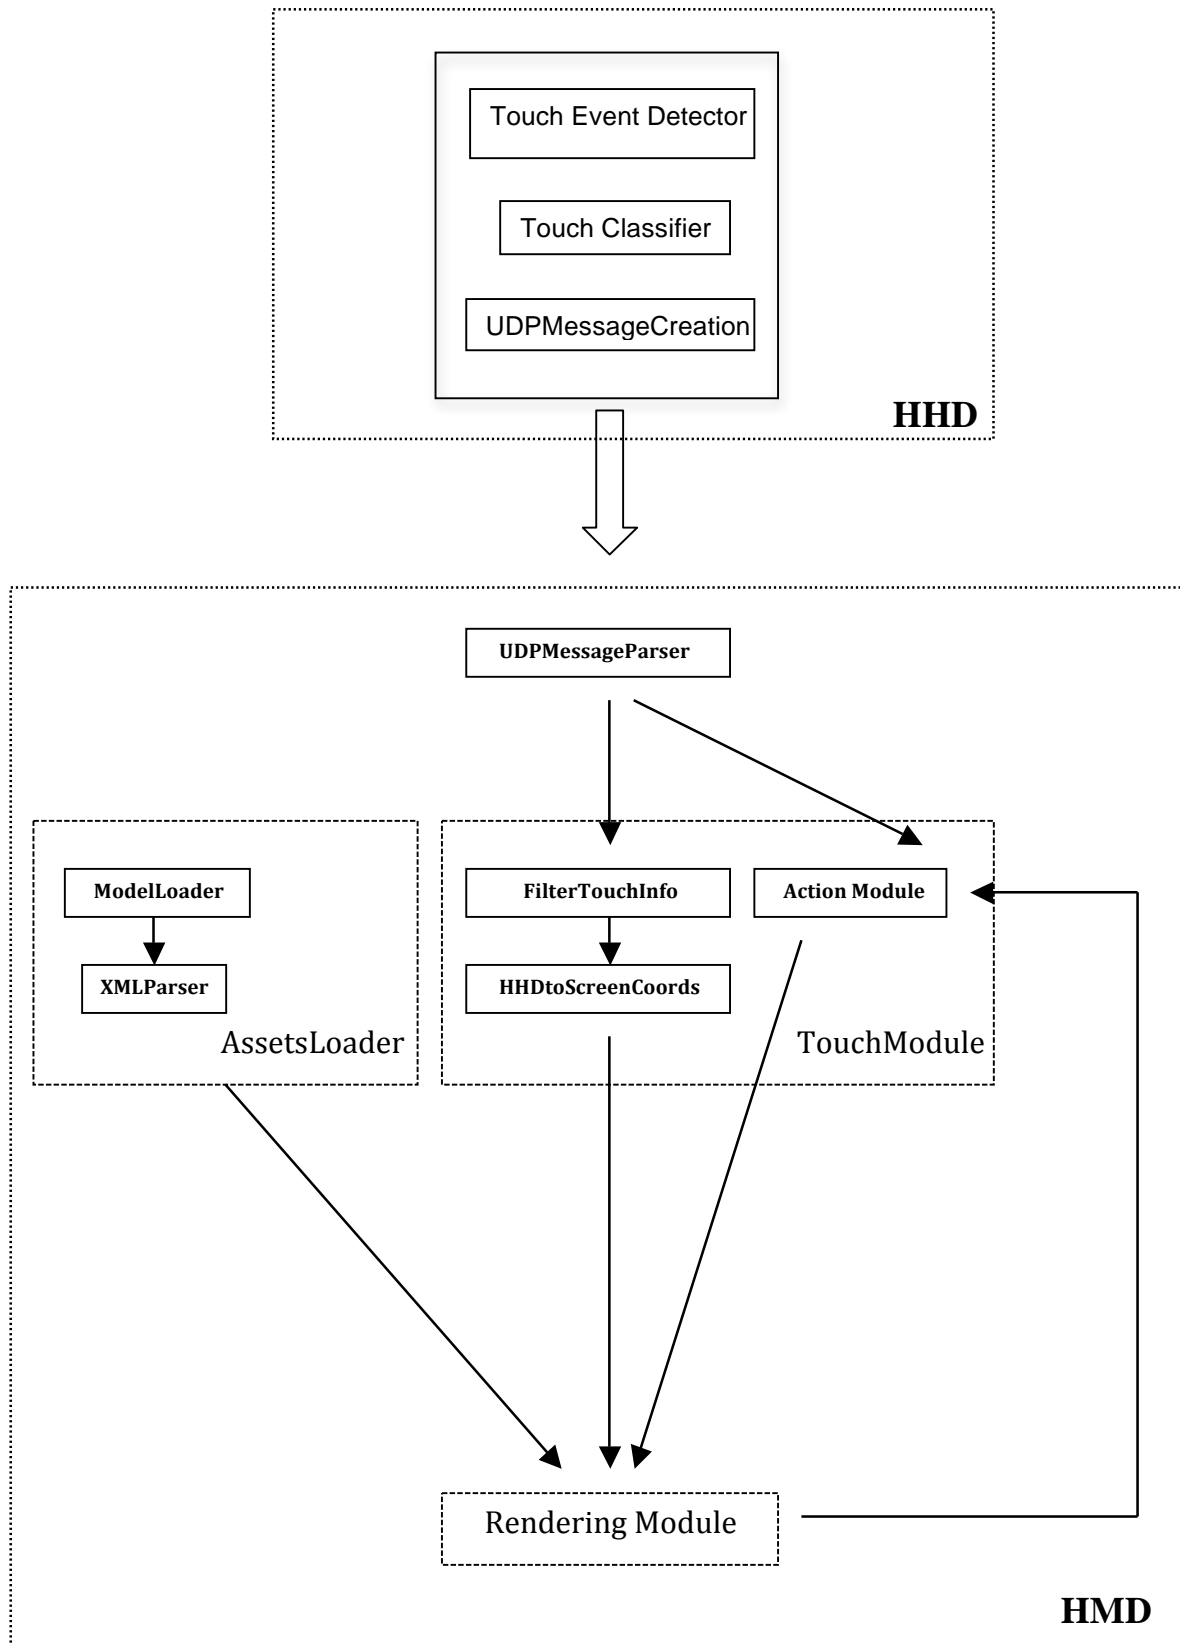 Touch Event Detector
Touch Classifier
UDPMessageCreation
HHD
UDPMessageParser
ModelLoader
FilterTouchInfo
Action Module
XMLParser
HHDtoScreenCoords
AssetsLoader
TouchModule
Rendering Module
HMD